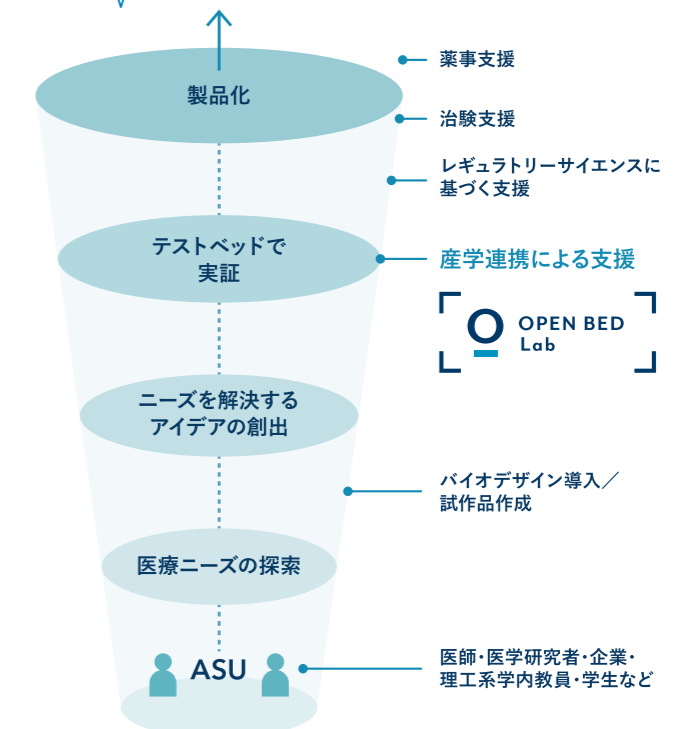 薬事支援
製品化
治験支援
レギュラトリーサイエンスに
基づく支援
テストベッドで
実証
産学連携による支援
OPEN BED
Lab
ニーズを解決する
アイデアの創出
バイオデザイン導入／
試作品作成
医療ニーズの探索
ASU
医師・医学研究者・企業・
理工系学内教員・学生など